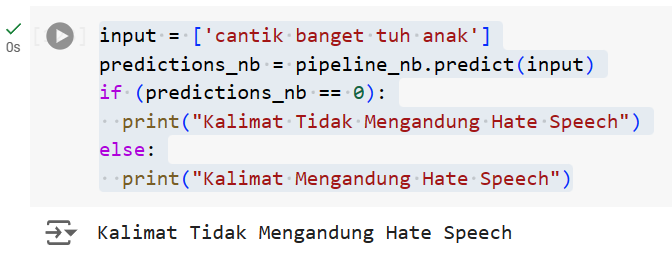 input = ['cantik banget tuh anak']
0s
predictions_nb = pipeline_nb.predict(input)
if (predictions_nb == 0):
  print("Kalimat Tidak Mengandung Hate Speech")
else:
  print("Kalimat Mengandung Hate Speech")
Kalimat Tidak Mengandung Hate Speech